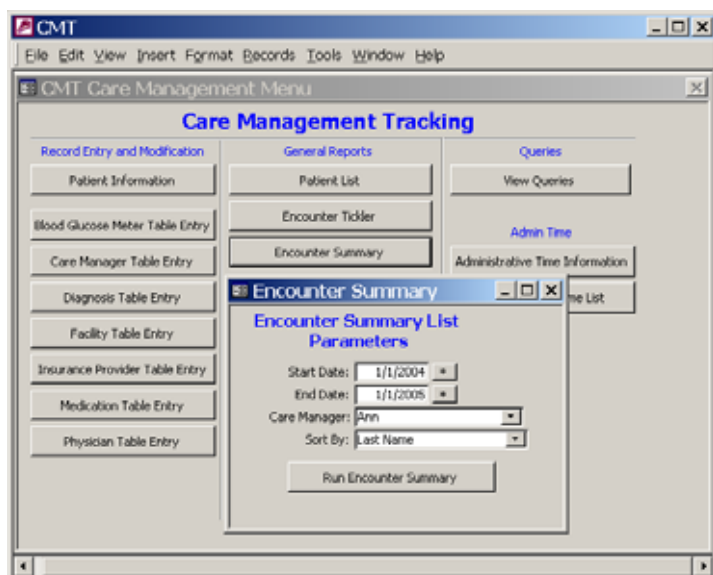 CMT
File Edit View Insert Format Records Tools Window Help
CMT Care Management Menu
Care Management Tracking
Record Entry and Modification
Patient Information
Blood Glucose Meter Table Entry
Care Manager Table Entry
Diagnosis Table Entry
Facility Table Entry
Insurance Provider Table Entry
Medication Table Entry
Physician Table Entry
General Reports
Patient List
Encounter Tickler
Encounter Summary
Queries
View Queries
Admin Time
Administrative Time Information
me List
Encounter Summary
Encounter Summary List
Parameters
Start Date: 1/1/2004
End Date: 1/1/2005
Care Manager: Ann
Sort By: Last Name
Run Encounter Summary